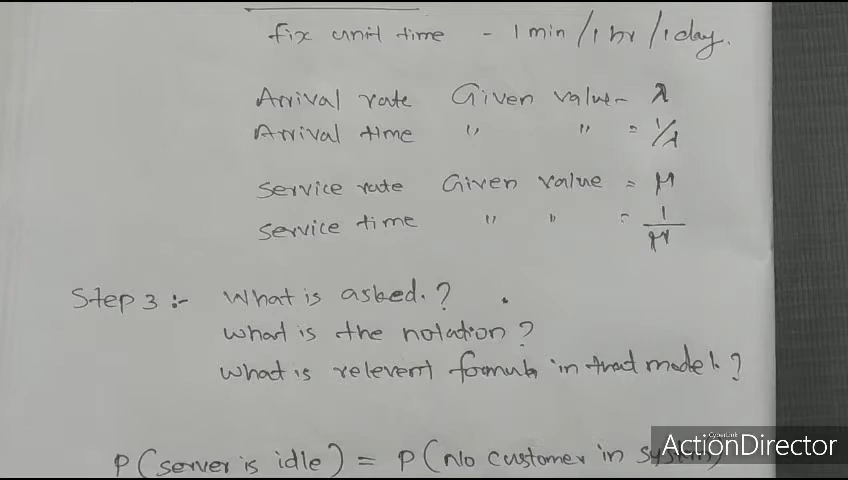 fix unit time - 1 min / 1 hr / 1 day.
Arrival rate Given value - λ
Arrival time " " = 1/λ
Service rate Given value = μ
Service time " " = 1/μ
Step 3 :- What is asked. ?
What is the notation ?
What is relevent formula in that model. ?
P (server is idle) = P (no customer in system)
CyberLink
ActionDirector